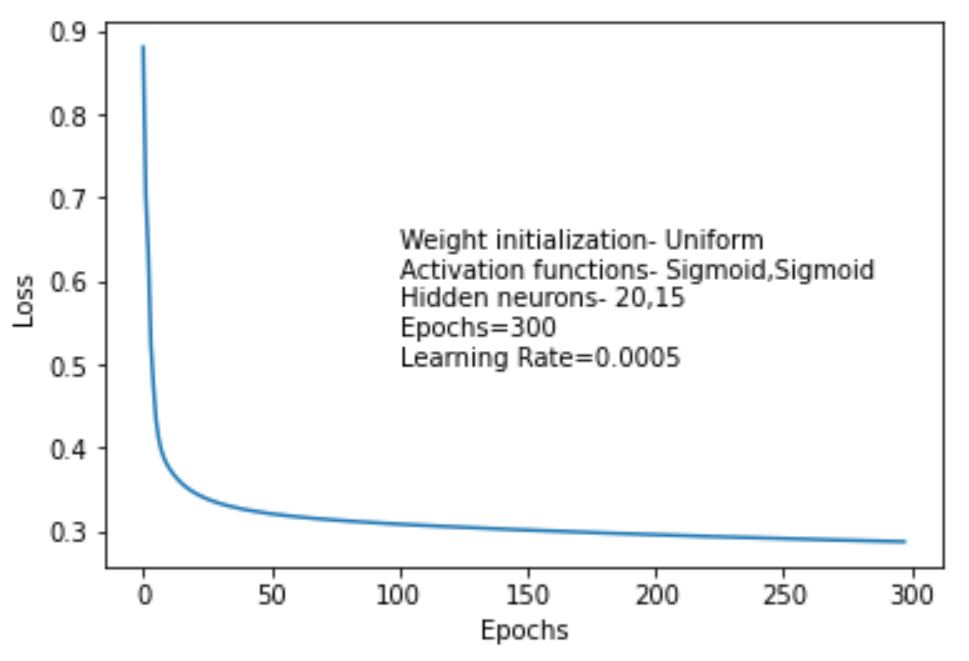 0.9
0.8
0.7
0.6
0.5
0.4
0.3
Loss
Weight initialization- Uniform
Activation functions- Sigmoid,Sigmoid
Hidden neurons- 20,15
Epochs=300
Learning Rate=0.0005
0 50 100 150 200 250 300
Epochs